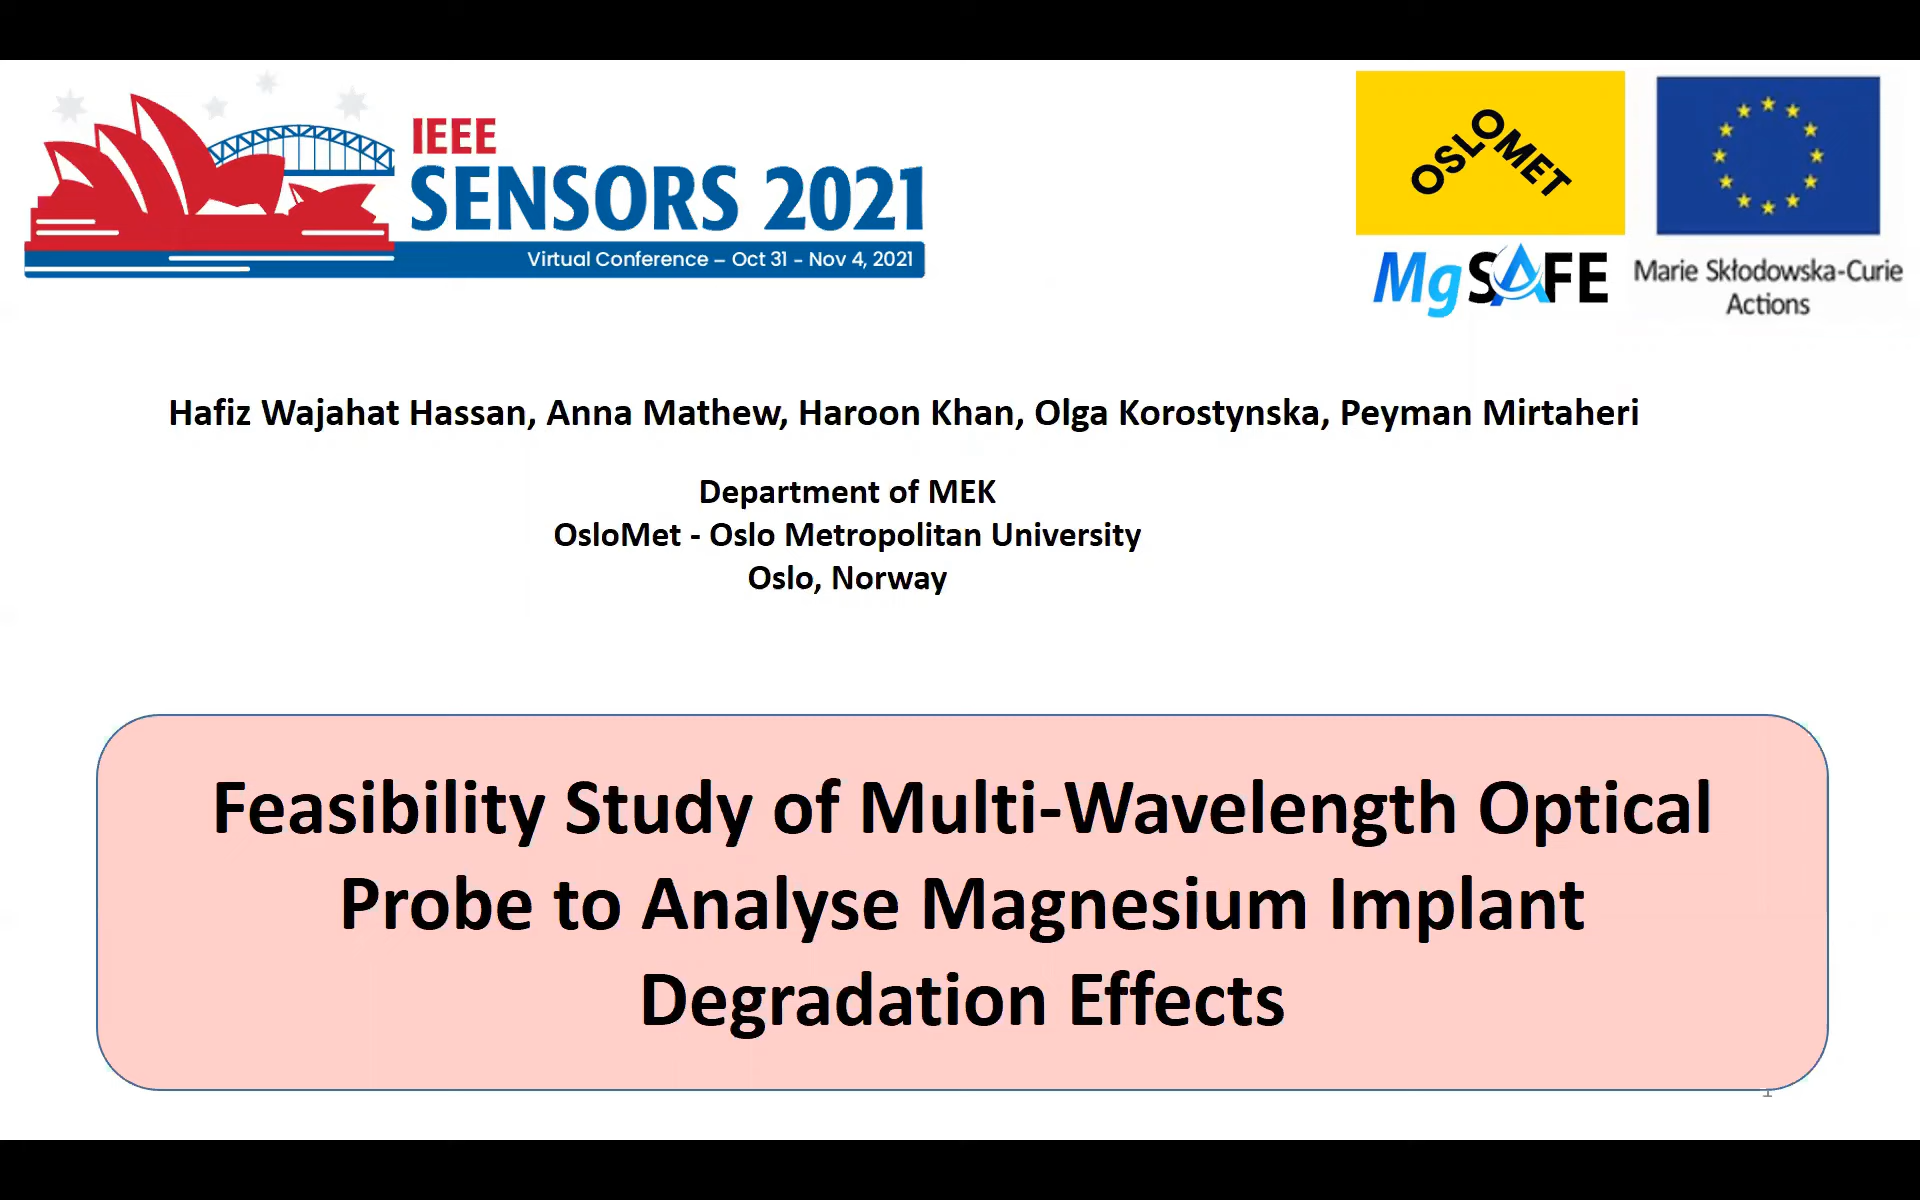 IEEE
SENSORS 2021
Virtual Conference – Oct 31 – Nov 4, 2021
OSLOMET
MgSAFE
Marie Skłodowska-Curie
Actions
Hafiz Wajahat Hassan, Anna Mathew, Haroon Khan, Olga Korostynska, Peyman Mirtaheri
Department of MEK
OsloMet - Oslo Metropolitan University
Oslo, Norway
Feasibility Study of Multi-Wavelength Optical
Probe to Analyse Magnesium Implant
Degradation Effects
1